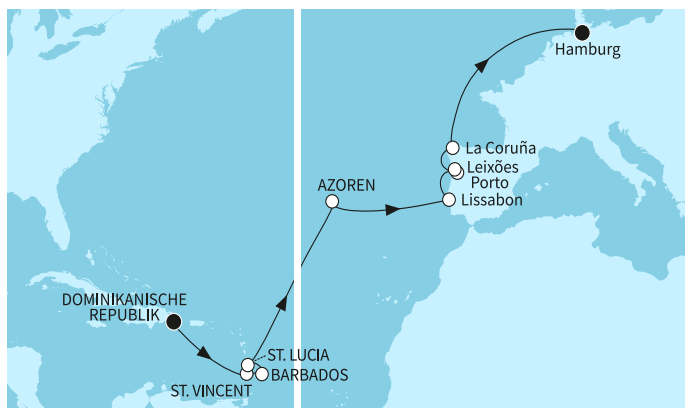 Hamburg
La Coruña
Leixões
Porto
AZOREN
Lissabon
DOMINIKANISCHE
REPUBLIK
ST. LUCIA
ST. VINCENT
BARBADOS